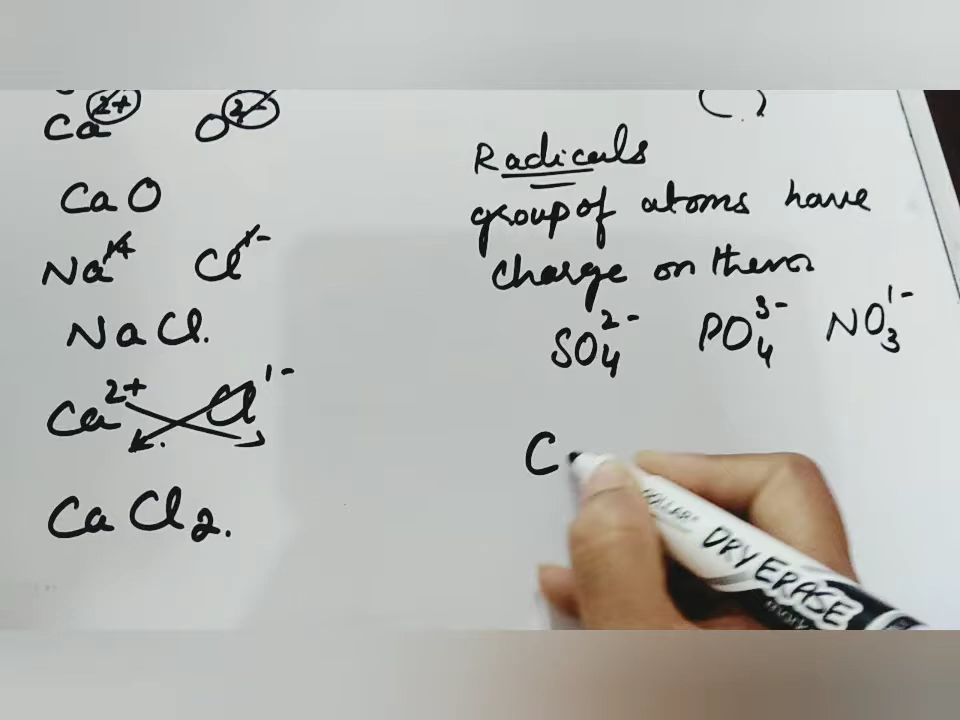 Ca²⁺ O²⁻
CaO
Na¹⁺ Cl¹⁻
NaCl.
Ca²⁺ Cl¹⁻
CaCl₂.
Radicals
group of atoms have
charge on them
SO₄²⁻ PO₄³⁻ NO₃¹⁻
C
DOLLAR
DRY ERASE